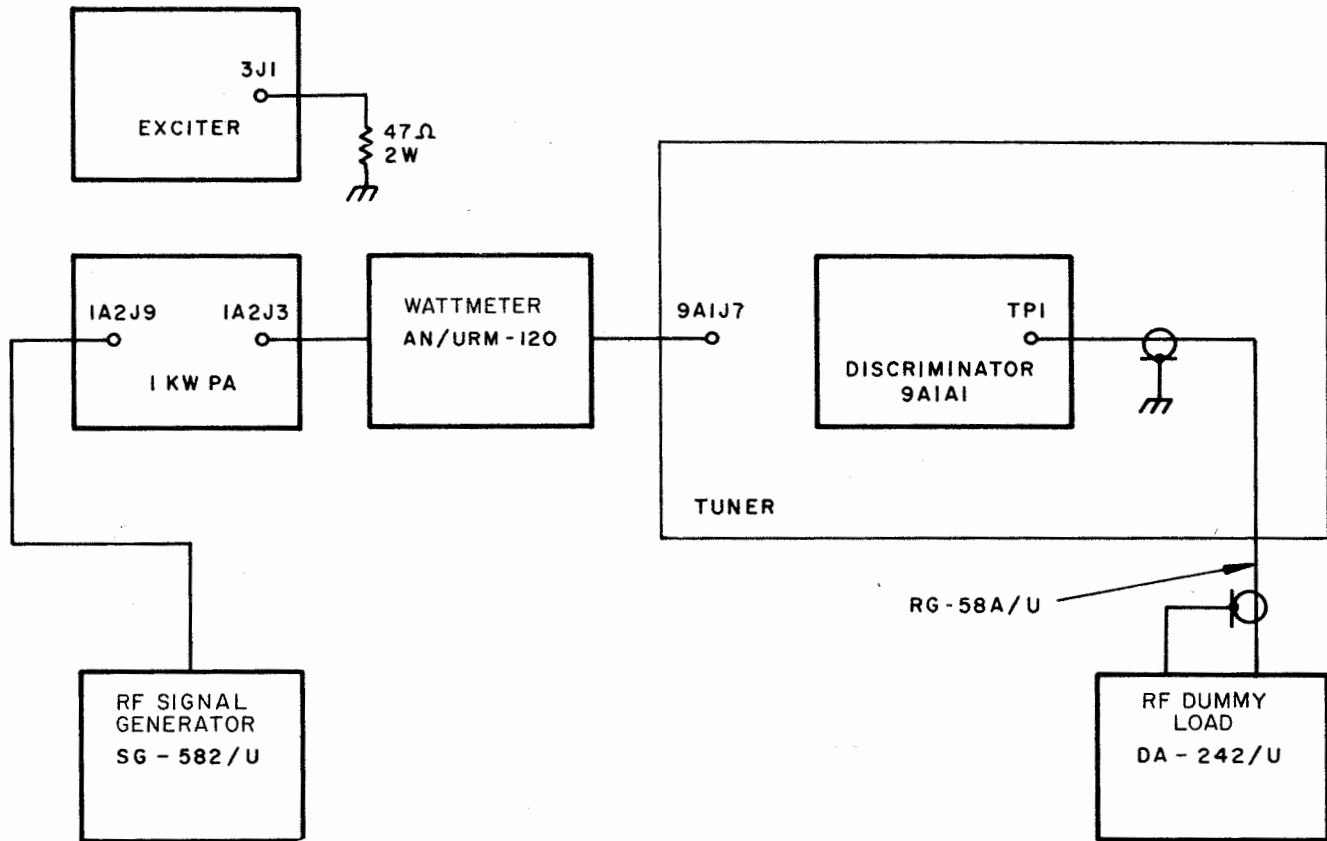 3J1
EXCITER
47Ω
2W
1A2J9
1A2J3
1 KW PA
WATTMETER
AN/URM-120
9A1J7
TP1
DISCRIMINATOR
9A1A1
TUNER
RG-58A/U
RF SIGNAL
GENERATOR
SG-582/U
RF DUMMY
LOAD
DA-242/U